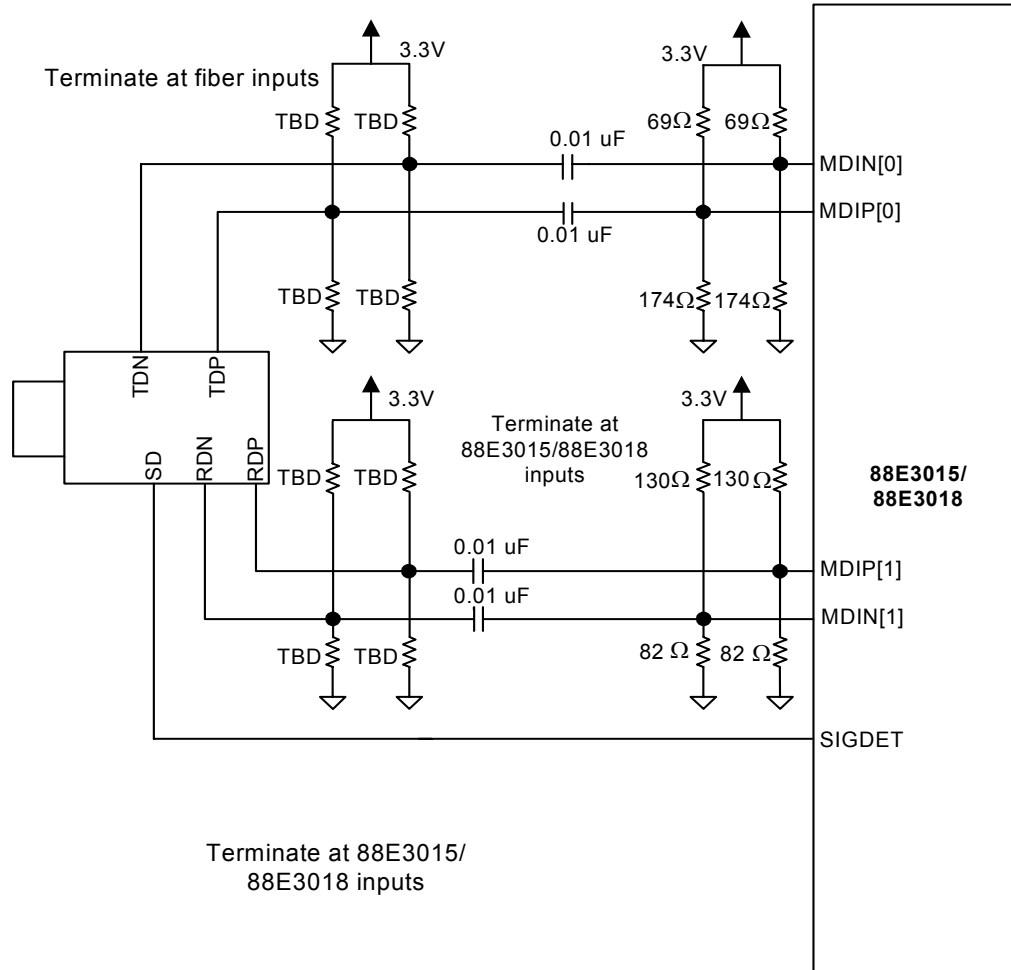 3.3V
3.3V
Terminate at fiber inputs
TBD
TBD
69Ω
69Ω
0.01 uF
MDIN[0]
MDIP[0]
0.01 uF
TBD
TBD
174Ω
174Ω
TDN
TDP
3.3V
3.3V
SD
RDN
RDP
Terminate at
88E3015/88E3018
inputs
TBD
TBD
130Ω
130Ω
88E3015/
88E3018
0.01 uF
MDIP[1]
0.01 uF
MDIN[1]
TBD
TBD
82 Ω
82 Ω
SIGDET
Terminate at 88E3015/
88E3018 inputs